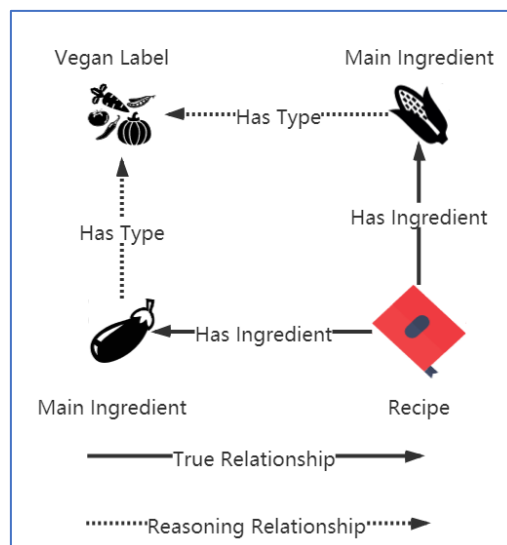 Vegan Label
Main Ingredient
Has Type
Has Type
Has Ingredient
Has Ingredient
Main Ingredient
Recipe
True Relationship
Reasoning Relationship